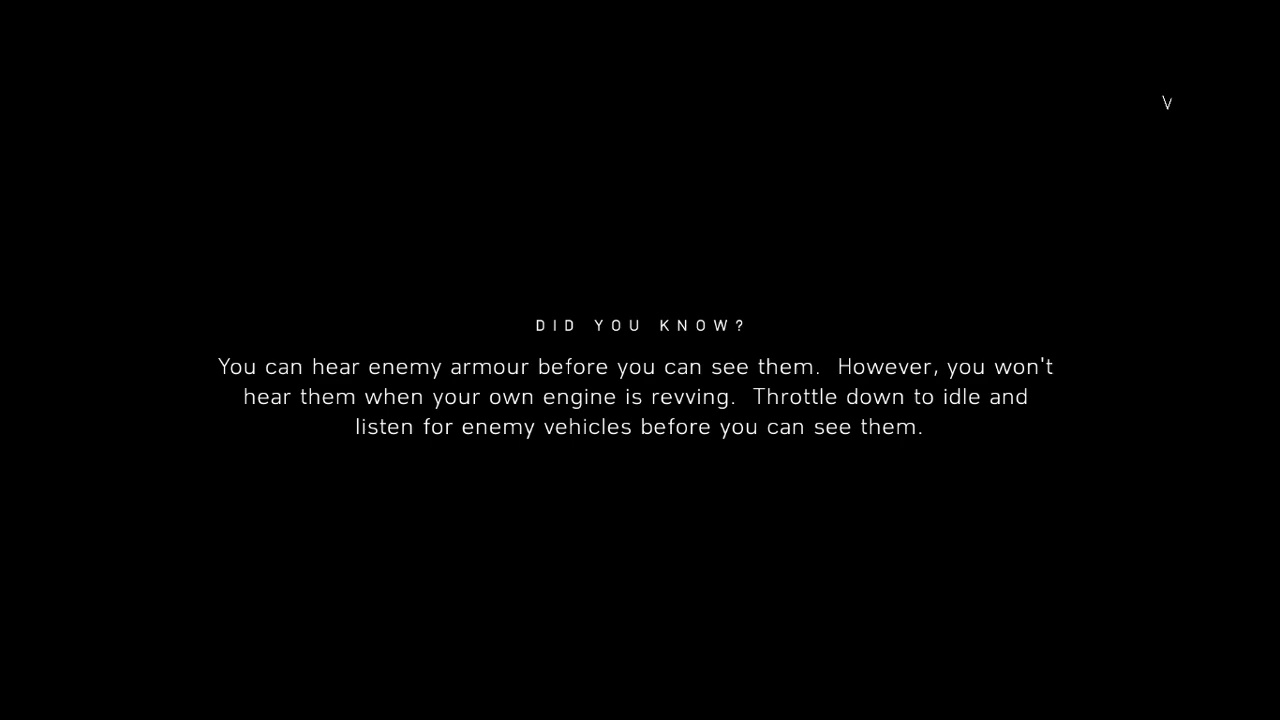 V
DID YOU KNOW?
You can hear enemy armour before you can see them.  However, you won't
hear them when your own engine is revving.  Throttle down to idle and
listen for enemy vehicles before you can see them.